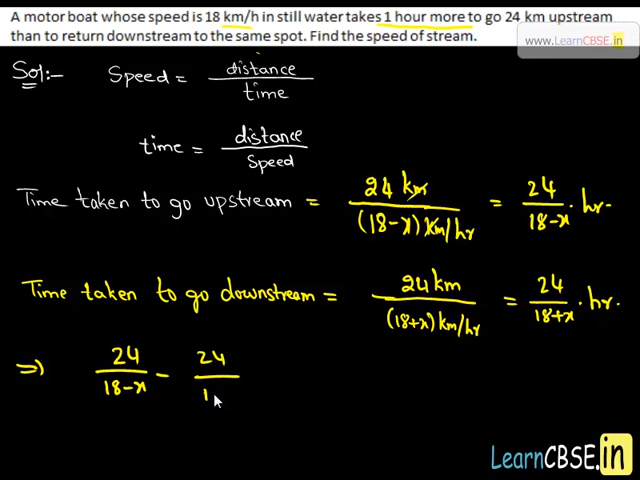 A motor boat whose speed is 18 km/h in still water takes 1 hour more to go 24 km upstream
than to return downstream to the same spot. Find the speed of stream.
www.LearnCBSE.in
Sol:- Speed = distance / time
time = distance / Speed
Time taken to go upstream = 24 km / (18-x) km/hr = 24 / 18-x . hr.
Time taken to go downstream = 24 km / (18+x) km/hr = 24 / 18+x . hr.
⇒ 24 / 18-x - 24 / 1
LearnCBSE.in